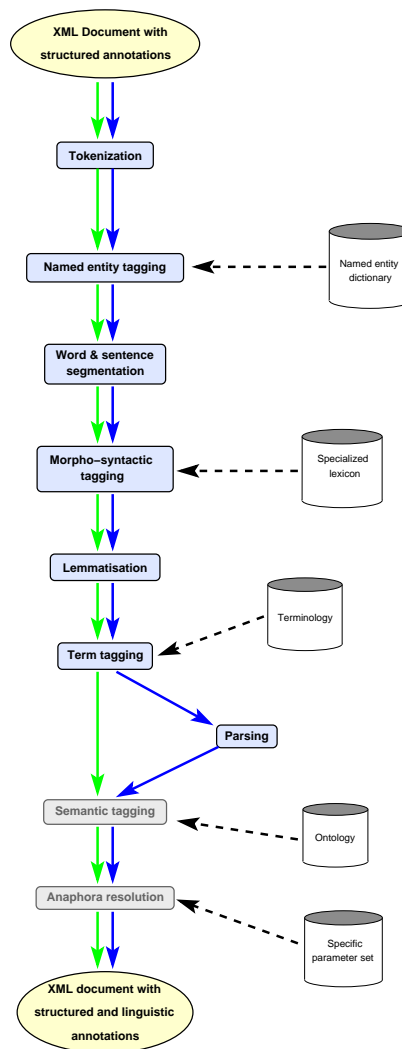 XML Document with
structured annotations
Tokenization
Named entity tagging
Named entity
dictionary
Word & sentence
segmentation
Morpho−syntactic
tagging
Specialized
lexicon
Lemmatisation
Terminology
Term tagging
Parsing
Semantic tagging
Ontology
Anaphora resolution
Specific
parameter set
XML document with
structured and linguistic
annotations